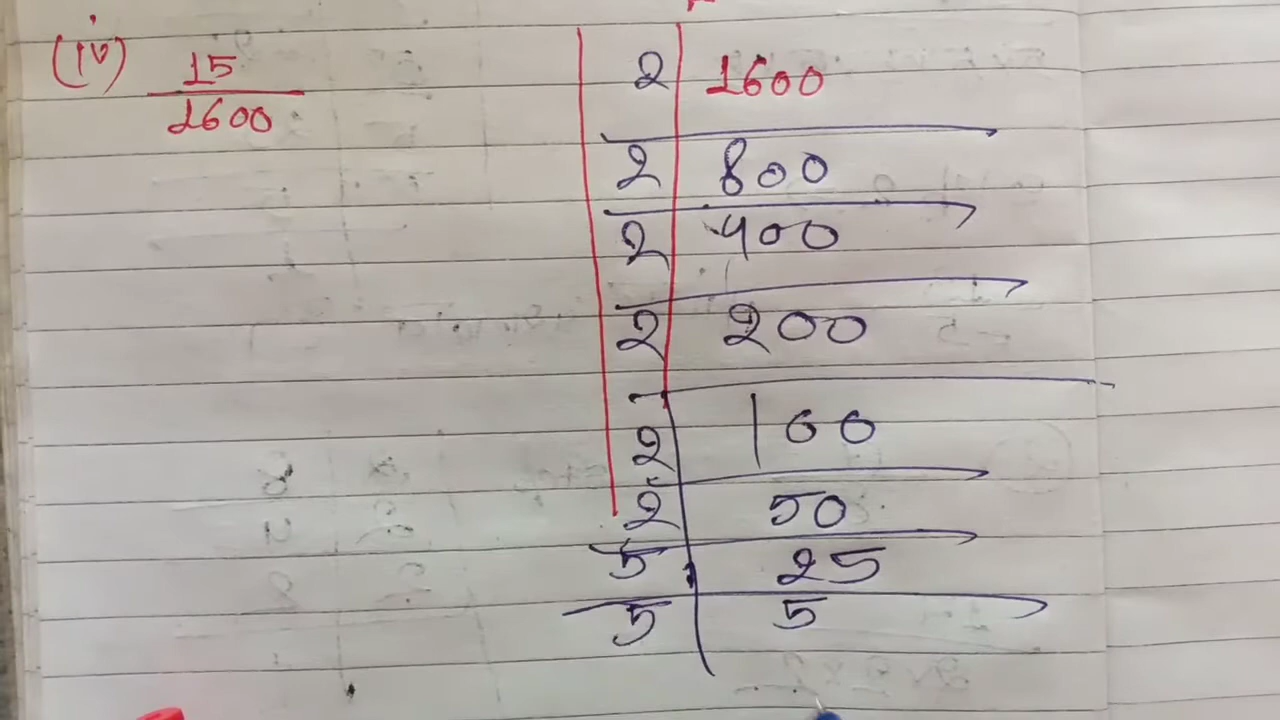 (iv) 15/1600
2 | 1600
2 | 800
2 | 400
2 | 200
2 | 100
2 | 50
5 | 25
5 | 5